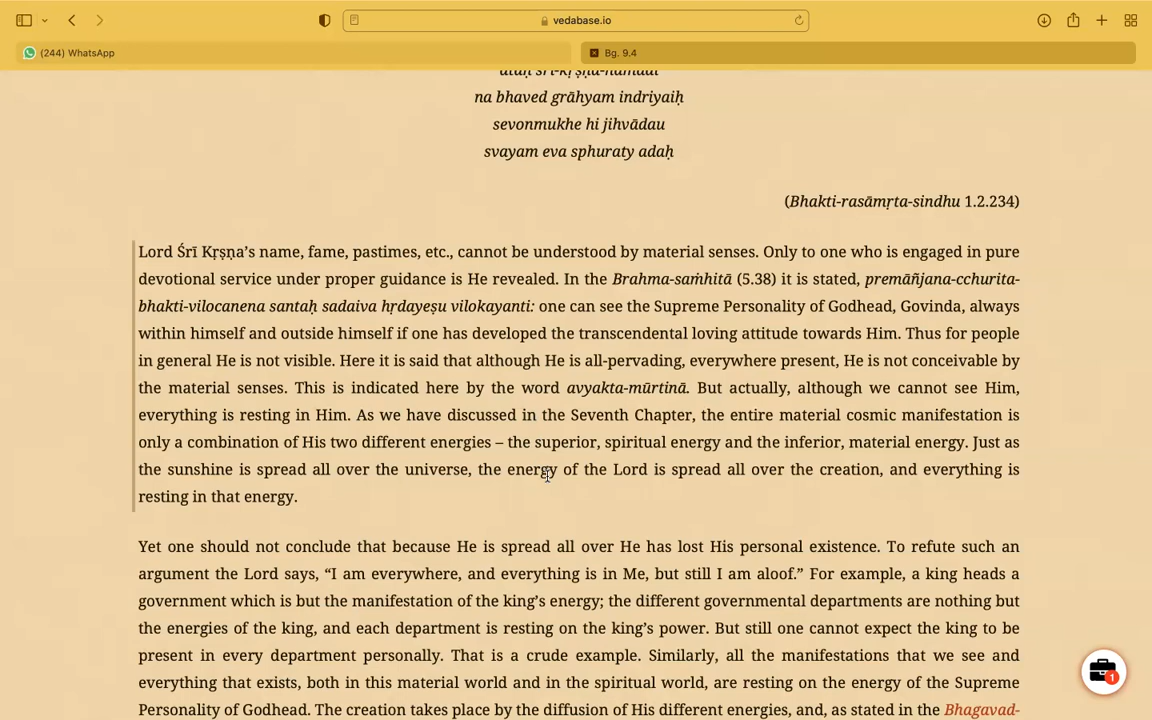 vedabase.io
(244) WhatsApp
Bg. 9.4
ataḥ śrī-kṛṣṇa-nāmādi
na bhaved grāhyam indriyaiḥ
sevonmukhe hi jihvādau
svayam eva sphuraty adaḥ
(Bhakti-rasāmṛta-sindhu 1.2.234)
Lord Śrī Kṛṣṇa’s name, fame, pastimes, etc., cannot be understood by material senses. Only to one who is engaged in pure
devotional service under proper guidance is He revealed. In the Brahma-saṁhitā (5.38) it is stated, premāñjana-cchurita-
bhakti-vilocanena santaḥ sadaiva hṛdayeṣu vilokayanti: one can see the Supreme Personality of Godhead, Govinda, always
within himself and outside himself if one has developed the transcendental loving attitude towards Him. Thus for people
in general He is not visible. Here it is said that although He is all-pervading, everywhere present, He is not conceivable by
the material senses. This is indicated here by the word avyakta-mūrtinā. But actually, although we cannot see Him,
everything is resting in Him. As we have discussed in the Seventh Chapter, the entire material cosmic manifestation is
only a combination of His two different energies – the superior, spiritual energy and the inferior, material energy. Just as
the sunshine is spread all over the universe, the energy of the Lord is spread all over the creation, and everything is
resting in that energy.
Yet one should not conclude that because He is spread all over He has lost His personal existence. To refute such an
argument the Lord says, “I am everywhere, and everything is in Me, but still I am aloof.” For example, a king heads a
government which is but the manifestation of the king’s energy; the different governmental departments are nothing but
the energies of the king, and each department is resting on the king’s power. But still one cannot expect the king to be
present in every department personally. That is a crude example. Similarly, all the manifestations that we see and
everything that exists, both in this material world and in the spiritual world, are resting on the energy of the Supreme
Personality of Godhead. The creation takes place by the diffusion of His different energies, and, as stated in the Bhagavad-
1